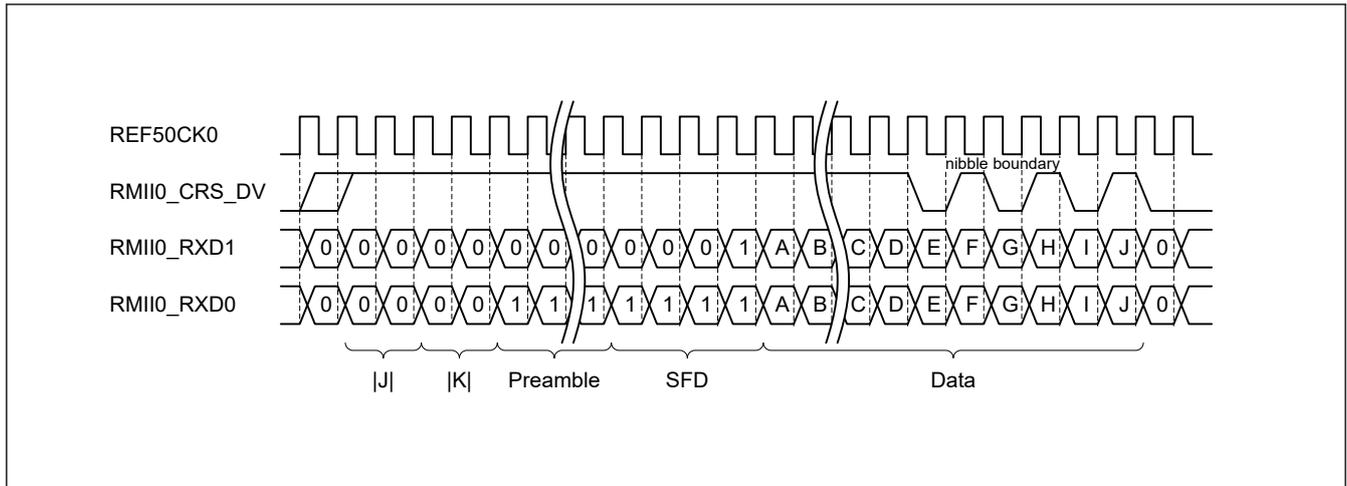 REF50CK0
nibble boundary
RMII0_CRS_DV
RMII0_RXD1 0 0 0 0 0 0 0 0 0 0 0 1 A B C D E F G H I J 0
RMII0_RXD0 0 0 0 0 0 1 1 1 1 1 1 1 A B C D E F G H I J 0
|J| |K| Preamble SFD Data